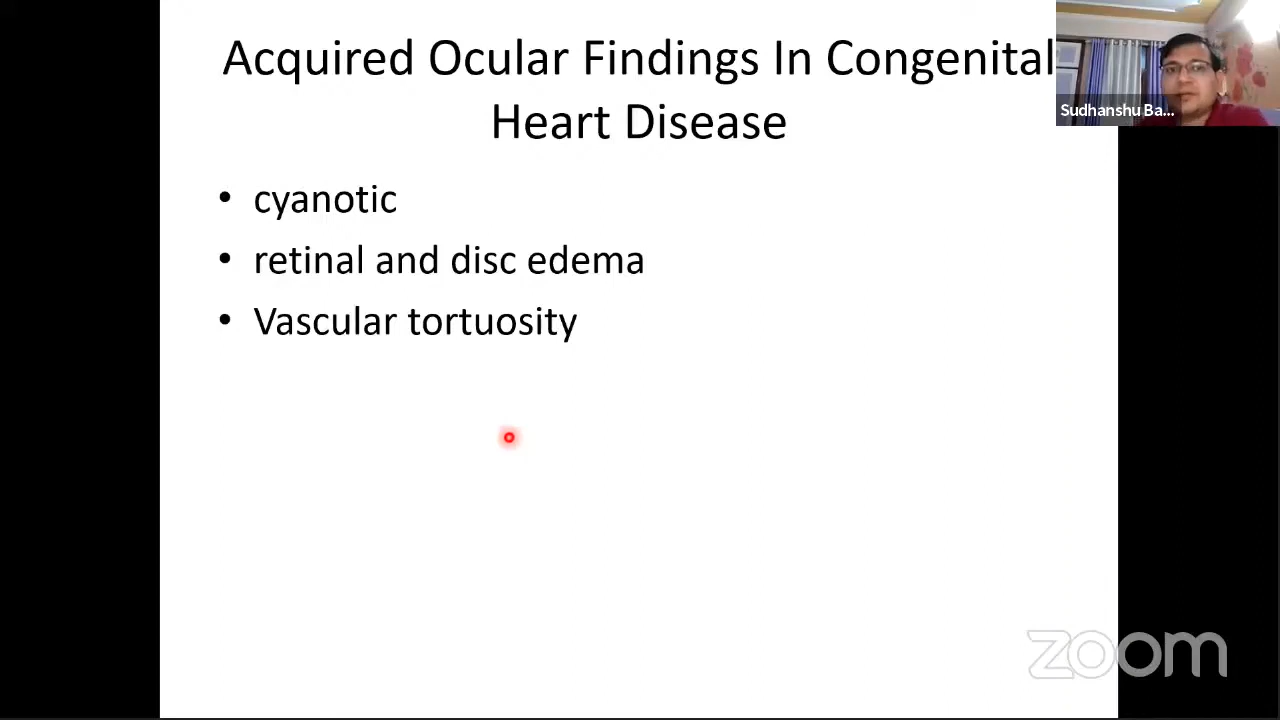 Acquired Ocular Findings In Congenital
Heart Disease
Sudhanshu Ba...
• cyanotic
• retinal and disc edema
• Vascular tortuosity
zoom